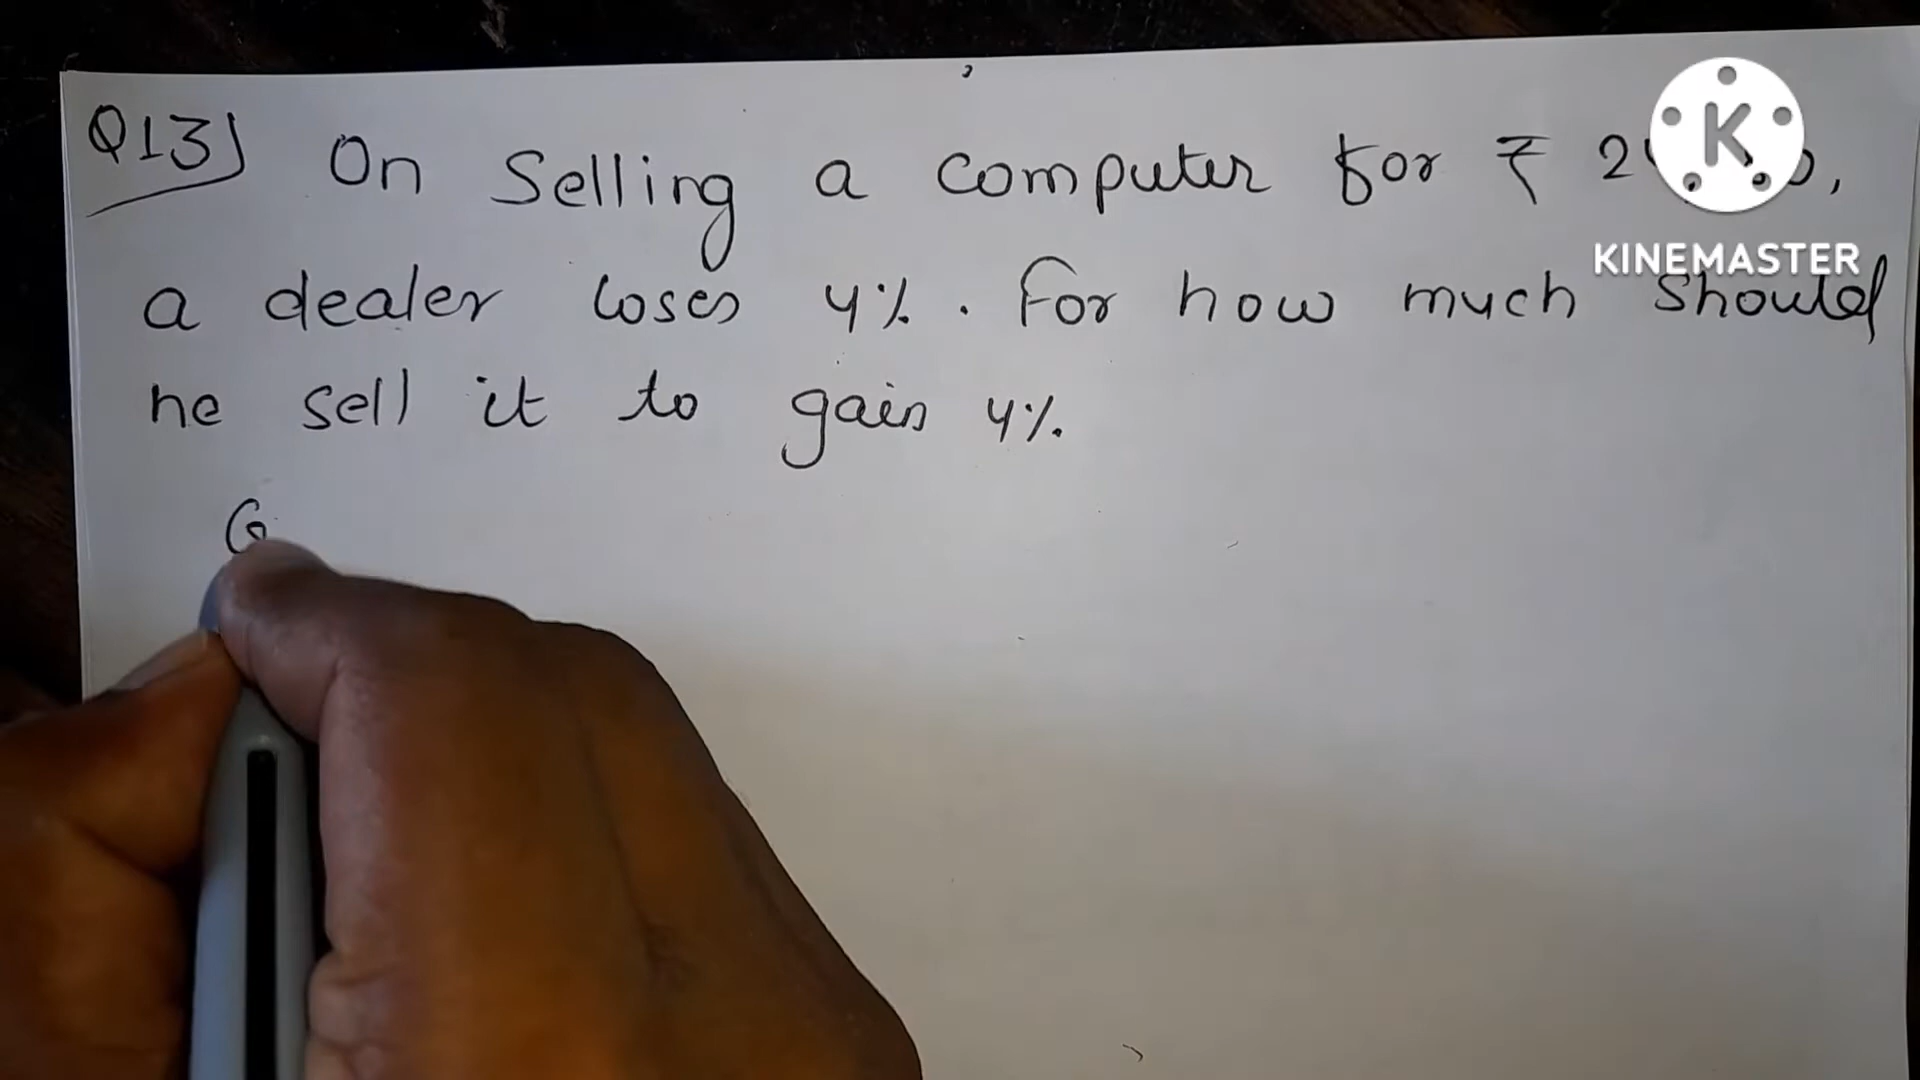 Q13) On Selling a computer for ₹
K
KINEMASTER
a dealer loses 4%. For how much should
he sell it to gain 4%.
G